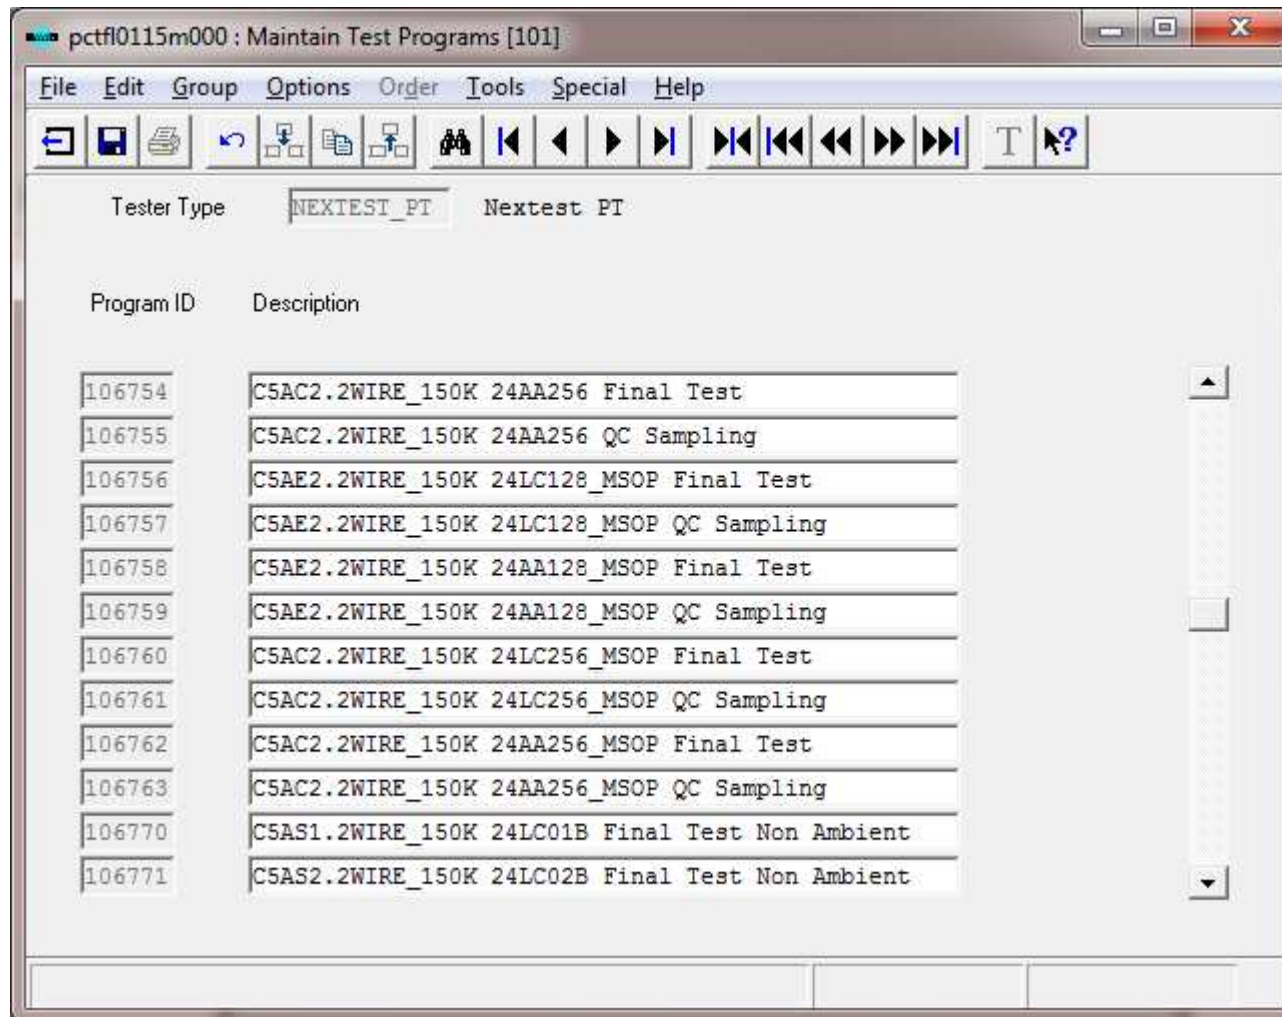 pctfl0115m000 : Maintain Test Programs [101]
File Edit Group Options Order Tools Special Help
T ?
Tester Type NEXTEST_PT Nextest PT
Program ID Description
106754 C5AC2.2WIRE_150K 24AA256 Final Test
106755 C5AC2.2WIRE_150K 24AA256 QC Sampling
106756 C5AE2.2WIRE_150K 24LC128_MSOP Final Test
106757 C5AE2.2WIRE_150K 24LC128_MSOP QC Sampling
106758 C5AE2.2WIRE_150K 24AA128_MSOP Final Test
106759 C5AE2.2WIRE_150K 24AA128_MSOP QC Sampling
106760 C5AC2.2WIRE_150K 24LC256_MSOP Final Test
106761 C5AC2.2WIRE_150K 24LC256_MSOP QC Sampling
106762 C5AC2.2WIRE_150K 24AA256_MSOP Final Test
106763 C5AC2.2WIRE_150K 24AA256_MSOP QC Sampling
106770 C5AS1.2WIRE_150K 24LC01B Final Test Non Ambient
106771 C5AS2.2WIRE_150K 24LC02B Final Test Non Ambient